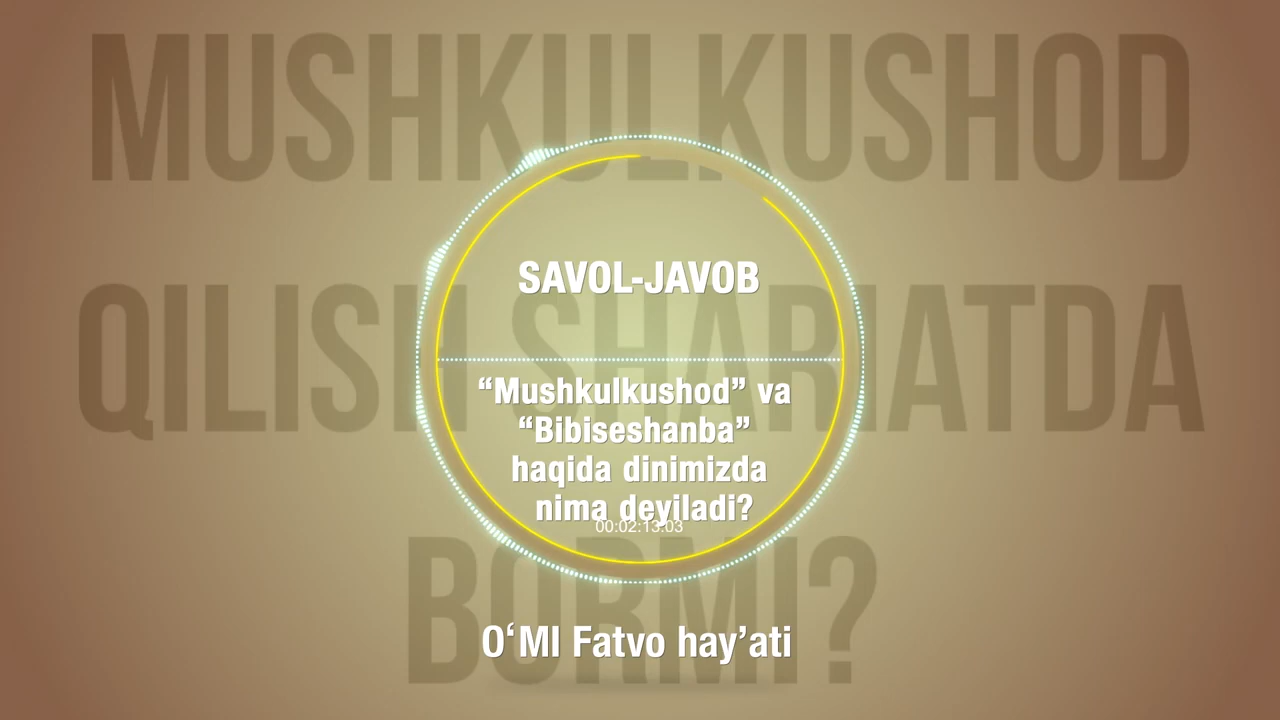 MUSHKULKUSHOD
QILISH SHARIATDA
BORMI?
SAVOL-JAVOB
“Mushkulkushod” va
“Bibiseshanba”
haqida dinimizda
nima deyiladi?
00:02:13:03
OʻMI Fatvo hay’ati